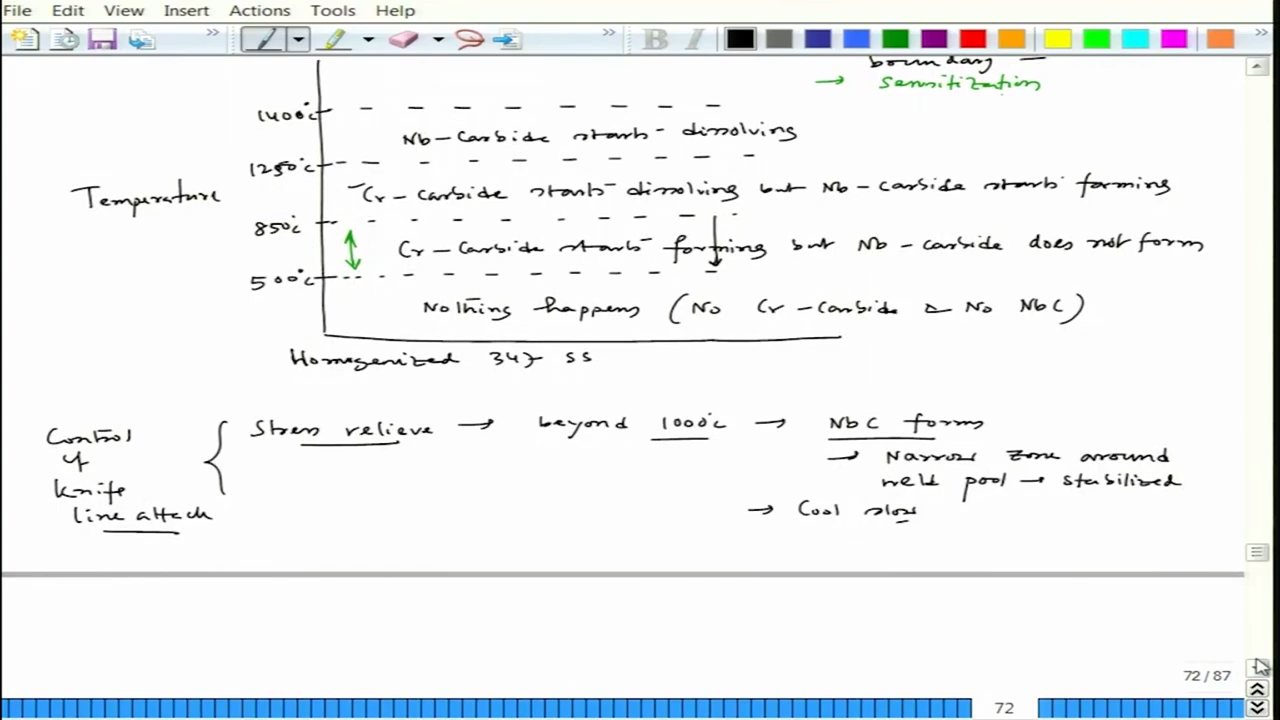 File Edit View Insert Actions Tools Help
B I
boundary —
→ sensitization
1400°C
Nb-Carbide starts dissolving
1250°C
Cr-Carbide starts dissolving but Nb-Carbide starts forming
Temperature
850°C
Cr-Carbide starts forming but Nb-carbide does not form
500°C
Nothing happens (No Cr-Carbide & No NbC)
Homogenized 347 SS
Control
of
knife
line attack
Stress relieve → beyond 1000°C → NbC forms
→ Narrow zone around
weld pool → stabilized
→ Cool slow
72 / 87
72